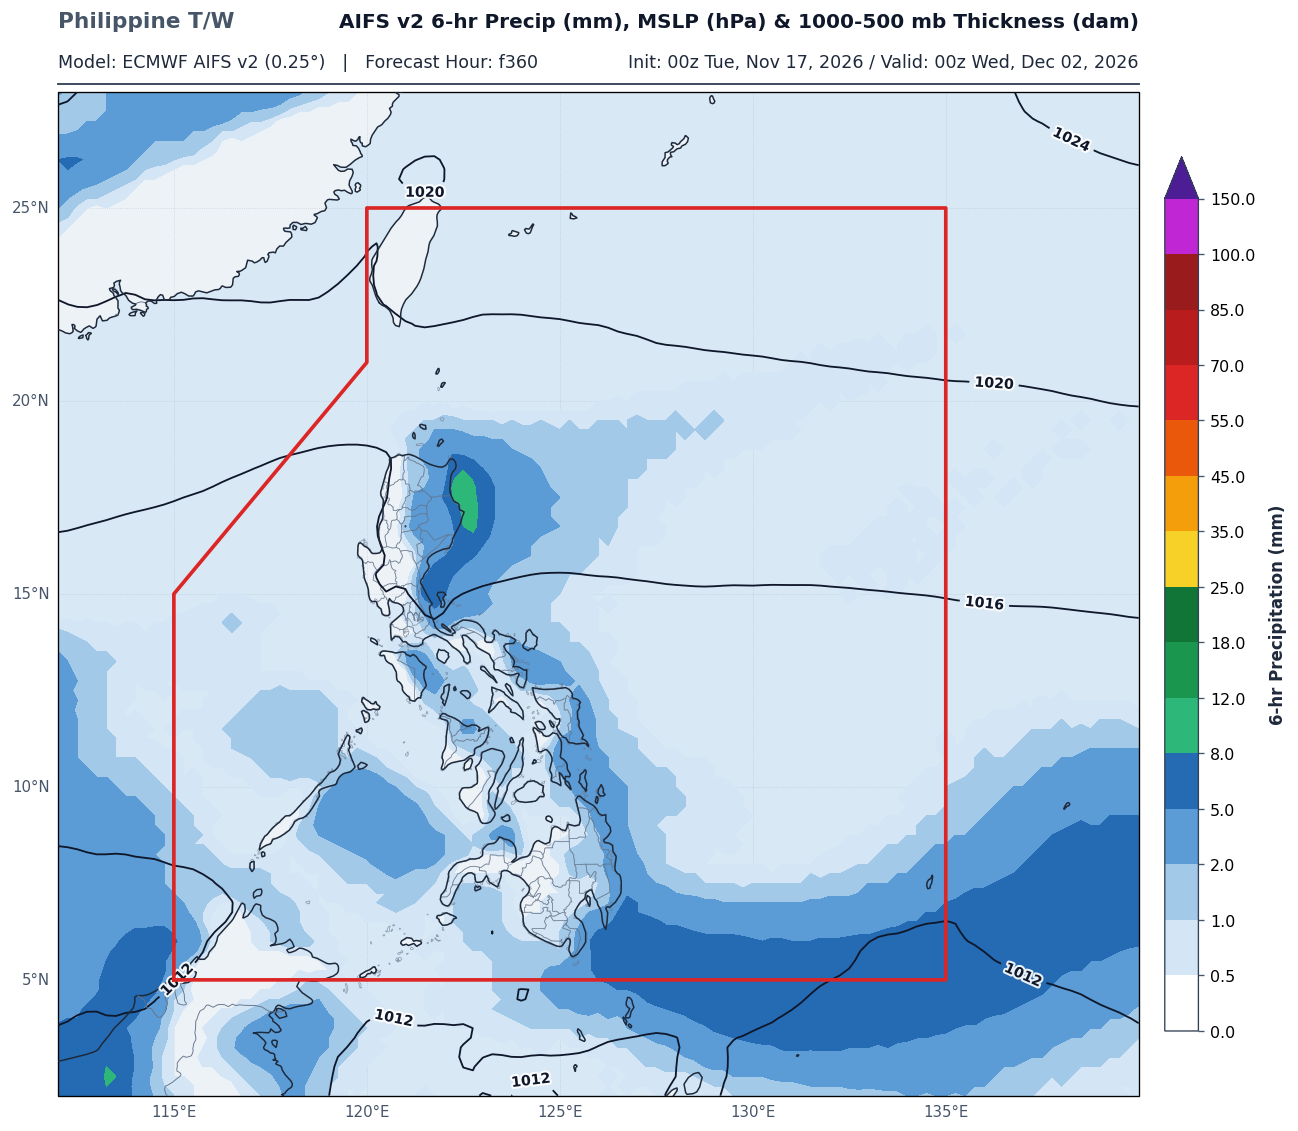 Philippine T/W
AIFS v2 6-hr Precip (mm), MSLP (hPa) & 1000-500 mb Thickness (dam)
Model: ECMWF AIFS v2 (0.25°)   |   Forecast Hour: f360
Init: 00z Tue, Nov 17, 2026 / Valid: 00z Wed, Dec 02, 2026
1024
1020
25°N
1020
20°N
15°N
1016
10°N
5°N
1012
1012
1012
1012
115°E
120°E
125°E
130°E
135°E
150.0
100.0
85.0
70.0
55.0
45.0
35.0
25.0
18.0
12.0
8.0
5.0
2.0
1.0
0.5
0.0
6-hr Precipitation (mm)